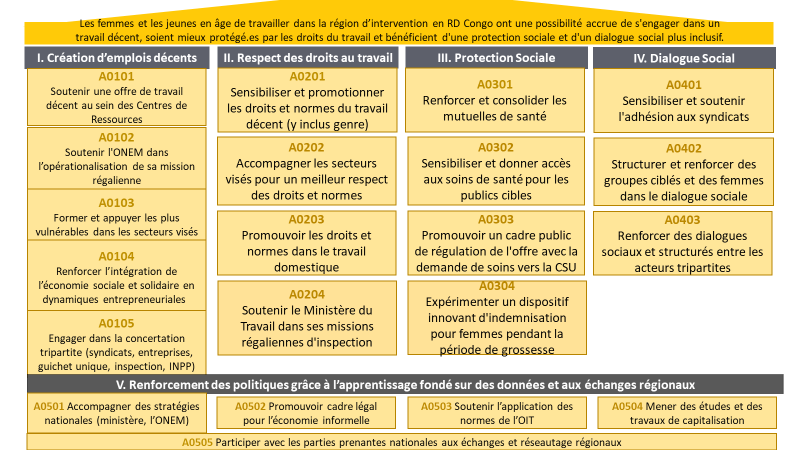 Les femmes et les jeunes en âge de travailler dans la région d'intervention en RD Congo ont une possibilité accrue de s'engager dans un
travail décent, soient mieux protégé.es par les droits du travail et bénéficient d'une protection sociale et d'un dialogue social plus inclusif.
I. Création d'emplois décents
A0101
Soutenir une offre de travail
décent au sein des Centres de
Ressources
A0102
Soutenir l'ONEM dans
l'opérationalisation de sa mission
régalienne
A0103
Former et appuyer les plus
vulnérables dans les secteurs visés
A0104
Renforcer l'intégration de
l'économie sociale et solidaire en
dynamiques entrepreneuriales
A0105
Engager dans la concertation
tripartite (syndicats, entreprises,
guichet unique, inspection, INPP)
II. Respect des droits au travail
A0201
Sensibiliser et promotionner
les droits et normes du travail
décent (y inclus genre)
A0202
Accompagner les secteurs
visés pour un meilleur respect
des droits et normes
A0203
Promouvoir les droits et
normes dans le travail
domestique
A0204
Soutenir le Ministère du
Travail dans ses missions
régaliennes d'inspection
III. Protection Sociale
A0301
Renforcer et consolider les
mutuelles de santé
A0302
Sensibiliser et donner accès
aux soins de santé pour les
publics cibles
A0303
Promouvoir un cadre public
de régulation de l'offre avec la
demande de soins vers la CSU
A0304
Expérimenter un dispositif
innovant d'indemnisation
pour femmes pendant la
période de grossesse
IV. Dialogue Social
A0401
Sensibiliser et soutenir
l'adhésion aux syndicats
A0402
Structurer et renforcer des
groupes ciblés et des femmes
dans le dialogue sociale
A0403
Renforcer des dialogues
sociaux et structurés entre les
acteurs tripartites
V. Renforcement des politiques grâce à l'apprentissage fondé sur des données et aux échanges régionaux
A0501 Accompagner des stratégies
nationales (ministère, l'ONEM)
A0502 Promouvoir cadre légal
pour l'économie informelle
A0503 Soutenir l'application des
normes de l'OIT
A0504 Mener des études et des
travaux de capitalisation
A0505 Participer avec les parties prenantes nationales aux échanges et réseautage régionaux